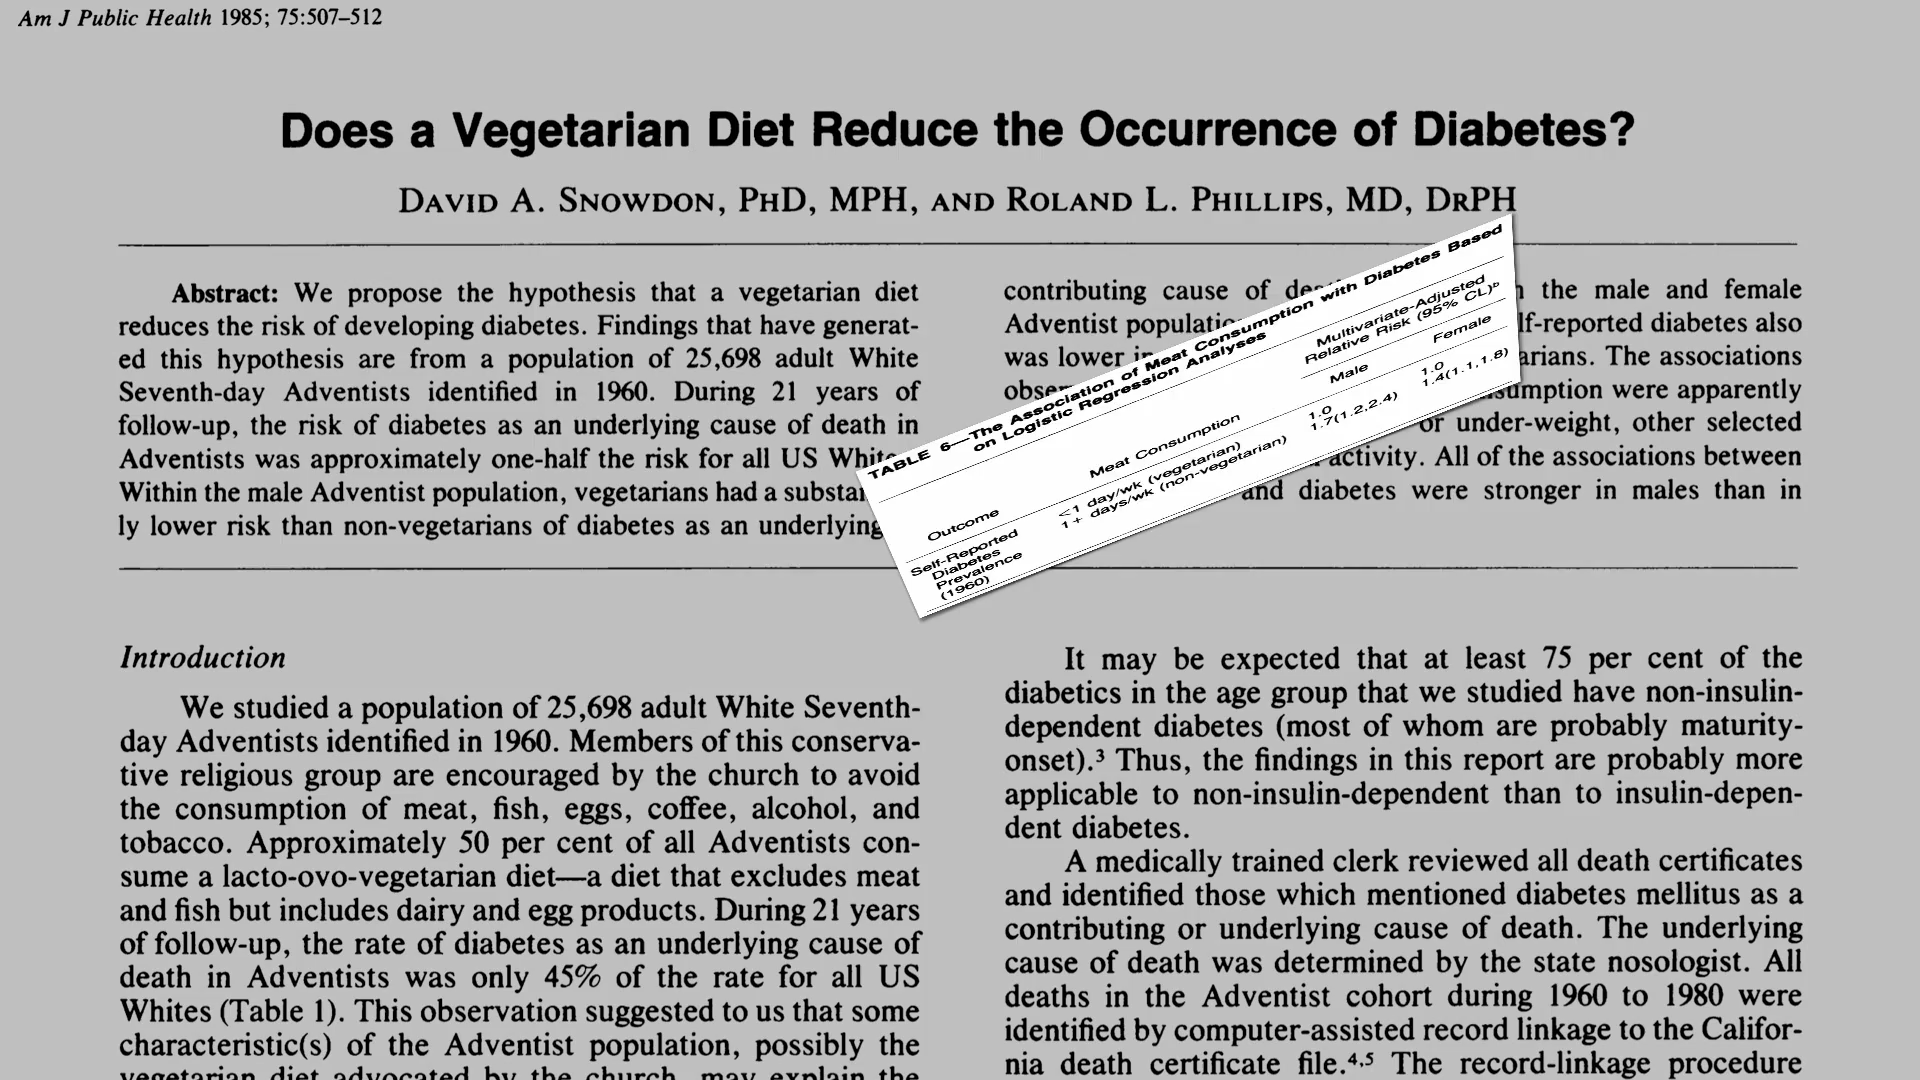 Am J Public Health 1985; 75:507–512
Does a Vegetarian Diet Reduce the Occurrence of Diabetes?
DAVID A. SNOWDON, PHD, MPH, AND ROLAND L. PHILLIPS, MD, DRPH
Abstract: We propose the hypothesis that a vegetarian diet
reduces the risk of developing diabetes. Findings that have generat-
ed this hypothesis are from a population of 25,698 adult White
Seventh-day Adventists identified in 1960. During 21 years of
follow-up, the risk of diabetes as an underlying cause of death in
Adventists was approximately one-half the risk for all US
Within the male Adventist population, vegetarians had a
ly lower risk than non-vegetarians of diabetes as an underlying
contributing cause of the male and female
Adventist diabetes also
was lower The associations
were apparently
or under-weight, other selected
activity. All of the associations between
and diabetes were stronger in males than in
TABLE 6—The Association of Meat Consumption with Diabetes Based
on Logistic Regression Analyses
Multivariate-Adjusted
Relative Risk (95% CL)ᵇ
Outcome Meat Consumption Male Female
Self-Reported <1 day/wk (vegetarian) 1.0 1.0
Diabetes 1+ days/wk (non-vegetarian) 1.7(1.2,2.4) 1.4(1.1,1.8)
Prevalence
(1960)
Introduction
We studied a population of 25,698 adult White Seventh-
day Adventists identified in 1960. Members of this conserva-
tive religious group are encouraged by the church to avoid
the consumption of meat, fish, eggs, coffee, alcohol, and
tobacco. Approximately 50 per cent of all Adventists con-
sume a lacto-ovo-vegetarian diet—a diet that excludes meat
and fish but includes dairy and egg products. During 21 years
of follow-up, the rate of diabetes as an underlying cause of
death in Adventists was only 45% of the rate for all US
Whites (Table 1). This observation suggested to us that some
characteristic(s) of the Adventist population, possibly the
vegetarian diet advocated by the church, may explain the
It may be expected that at least 75 per cent of the
diabetics in the age group that we studied have non-insulin-
dependent diabetes (most of whom are probably maturity-
onset).³ Thus, the findings in this report are probably more
applicable to non-insulin-dependent than to insulin-depen-
dent diabetes.
A medically trained clerk reviewed all death certificates
and identified those which mentioned diabetes mellitus as a
contributing or underlying cause of death. The underlying
cause of death was determined by the state nosologist. All
deaths in the Adventist cohort during 1960 to 1980 were
identified by computer-assisted record linkage to the Califor-
nia death certificate file.⁴,⁵ The record-linkage procedure